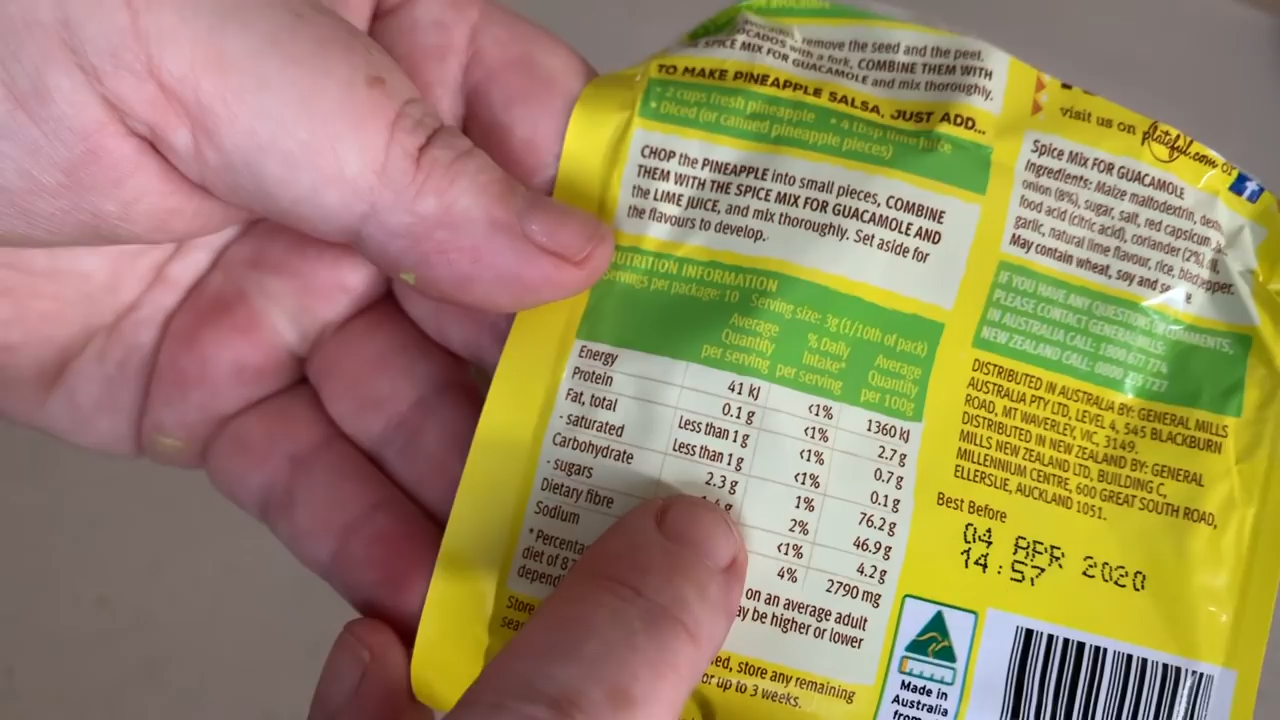 remove the seed and the peel.
OCADOS with a fork, COMBINE THEM WITH
SPICE MIX FOR GUACAMOLE and mix thoroughly.
TO MAKE PINEAPPLE SALSA, JUST ADD...
• 2 cups fresh pineapple • 4 tbsp lime juice
• Diced (or canned pineapple pieces)
CHOP the PINEAPPLE into small pieces, COMBINE
THEM WITH THE SPICE MIX FOR GUACAMOLE AND
the LIME JUICE, and mix thoroughly. Set aside for
the flavours to develop.
NUTRITION INFORMATION
Servings per package: 10 Serving size: 3g (1/10th of pack)
Average Quantity per serving % Daily Intake* per serving Average Quantity per 100g
Energy 41 kJ <1% 1360 kJ
Protein 0.1 g <1% 2.7 g
Fat, total Less than 1 g <1% 0.7 g
- saturated Less than 1 g <1% 0.1 g
Carbohydrate 2.3 g 1% 76.2 g
- sugars 2% 46.9 g
Dietary fibre <1% 4.2 g
Sodium 4% 2790 mg
* Percenta on an average adult
diet of 87 ay be higher or lower
depend
Store
sea
ed, store any remaining
or up to 3 weeks.
visit us on platefull.com or f
Spice Mix FOR GUACAMOLE
Ingredients: Maize maltodextrin, dext
onion (8%), sugar, salt, red capsicum
food acid (citric acid), coriander (2%)
garlic, natural lime flavour, rice, pepper.
May contain wheat, soy and
IF YOU HAVE ANY QUESTIONS OR COMMENTS,
PLEASE CONTACT GENERAL MILLS:
IN AUSTRALIA CALL: 1800 677 774
NEW ZEALAND CALL: 0800
DISTRIBUTED IN AUSTRALIA BY: GENERAL MILLS
AUSTRALIA PTY LTD, LEVEL 4, 545 BLACKBURN
ROAD, MT WAVERLEY, VIC, 3149.
DISTRIBUTED IN NEW ZEALAND BY: GENERAL
MILLS NEW ZEALAND LTD, BUILDING C,
MILLENNIUM CENTRE, 600 GREAT SOUTH ROAD,
ELLERSLIE, AUCKLAND 1051.
Best Before
04 APR 2020
14:57
Made in
Australia
from